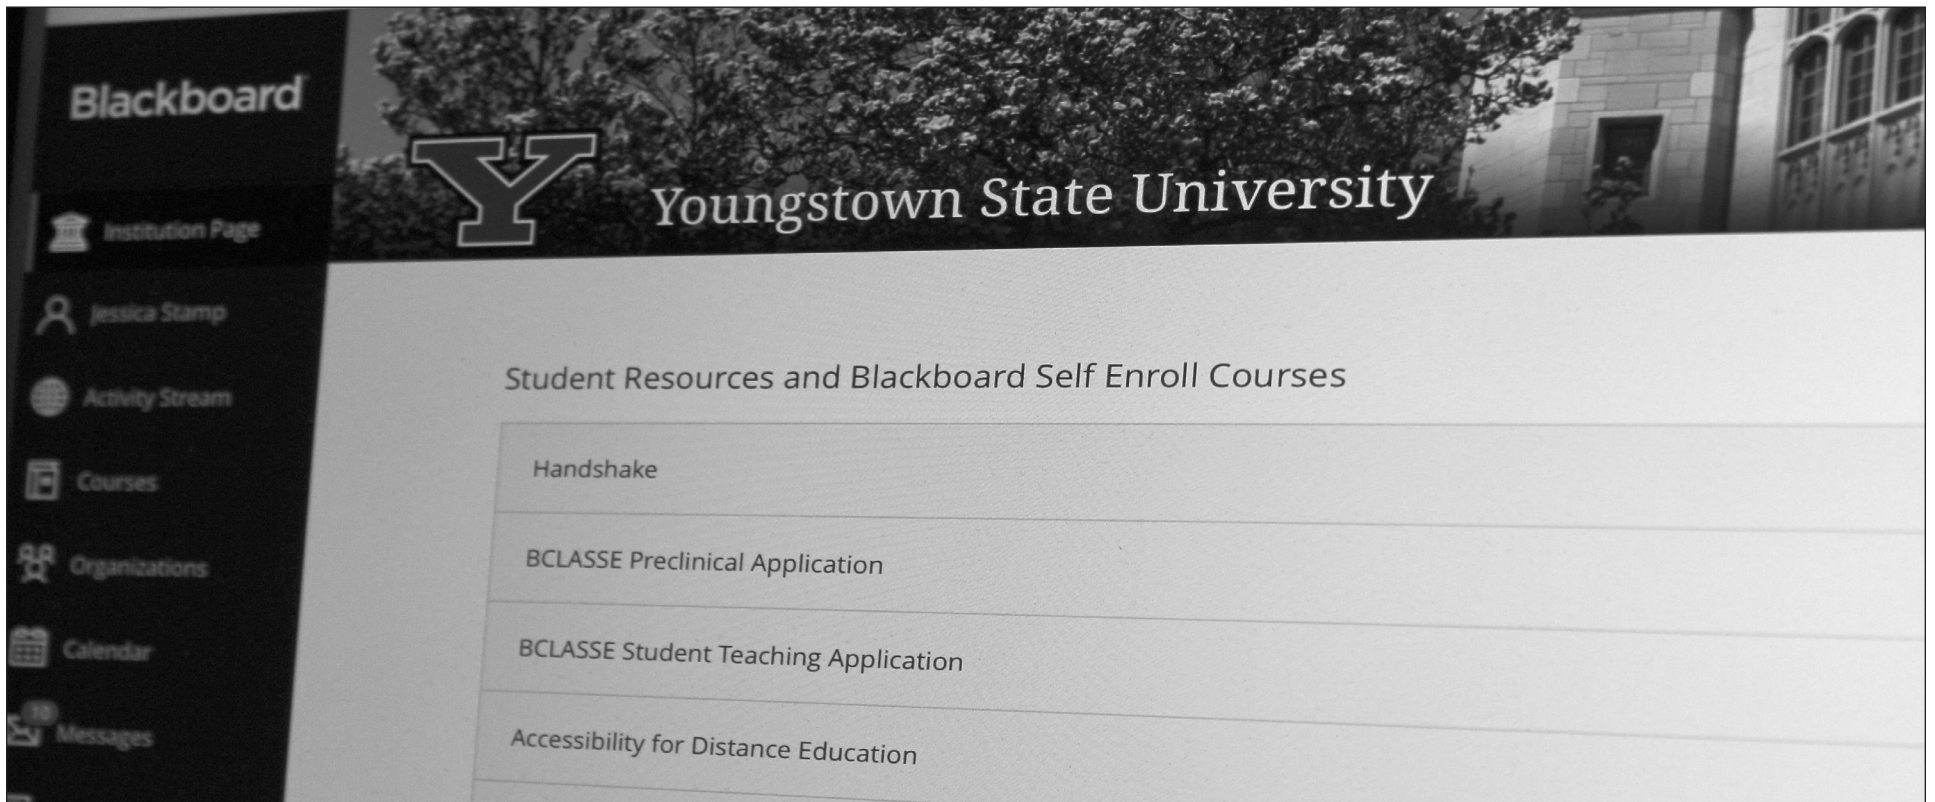 Blackboard
Institution Page
Jessica Stamp
Activity Stream
Courses
Organizations
Calendar
10
Messages
Y
Youngstown State University
Student Resources and Blackboard Self Enroll Courses
Handshake
BCLASSE Preclinical Application
BCLASSE Student Teaching Application
Accessibility for Distance Education